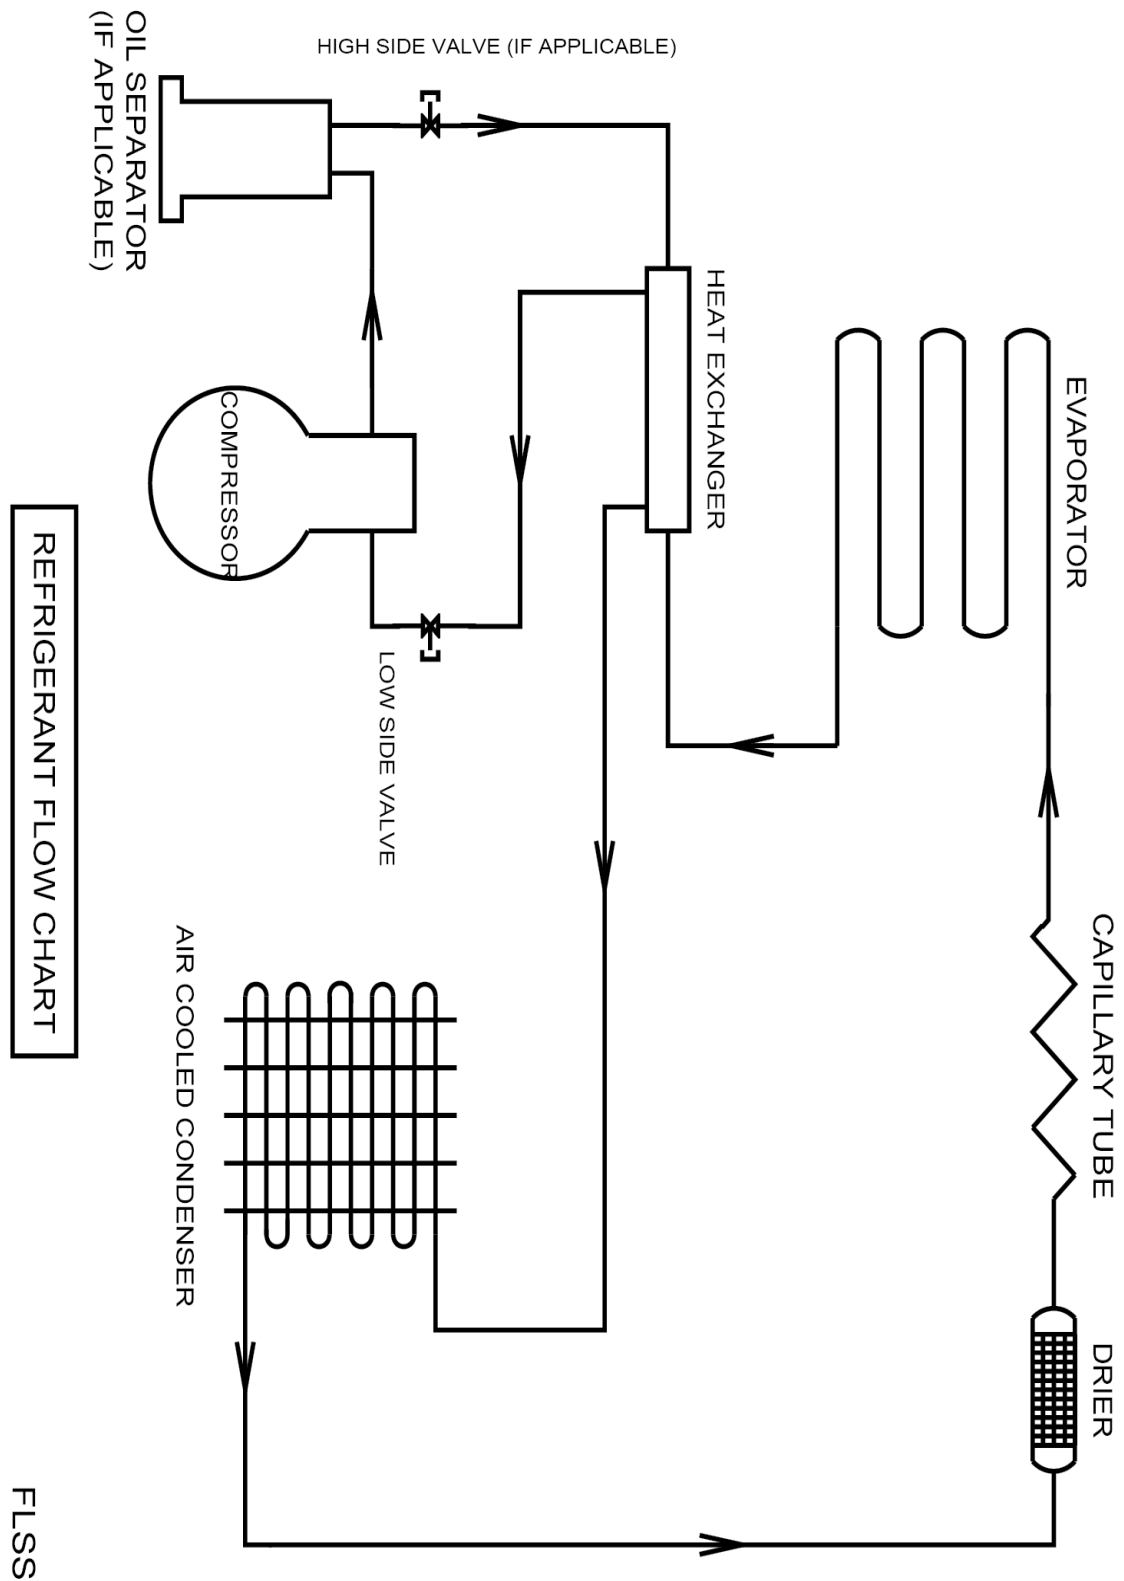 HIGH SIDE VALVE (IF APPLICABLE)
OIL SEPARATOR
(IF APPLICABLE)
HEAT EXCHANGER
EVAPORATOR
COMPRESSOR
LOW SIDE VALVE
CAPILLARY TUBE
AIR COOLED CONDENSER
DRIER
REFRIGERANT FLOW CHART
FLSS